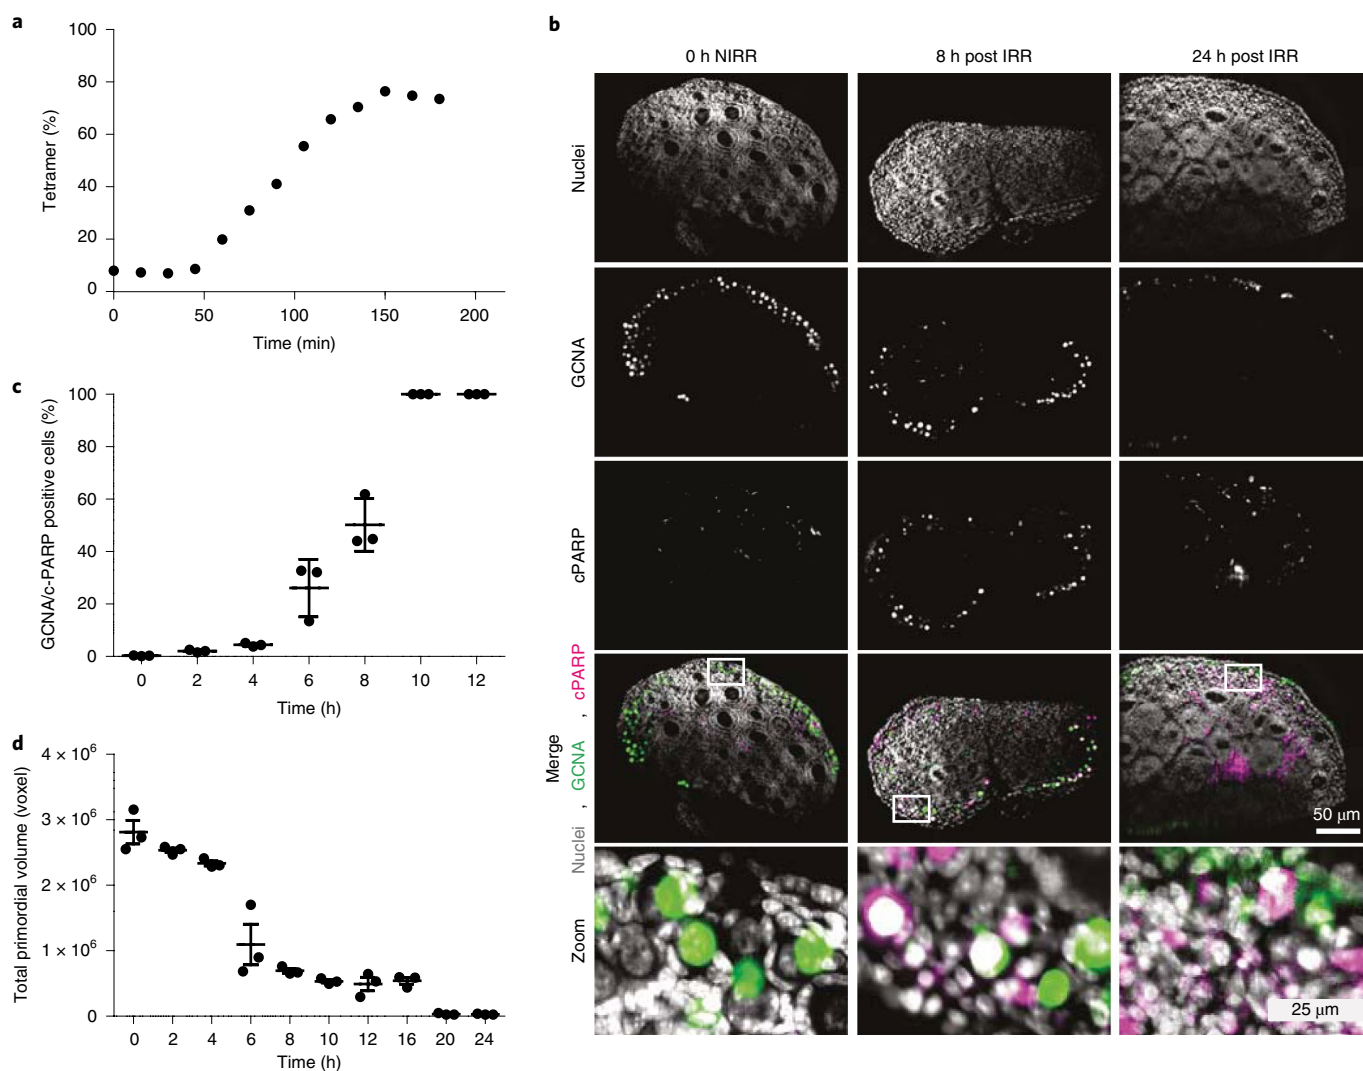 a
100
80
60
40
20
0
Tetramer (%)
0 50 100 150 200
Time (min)
b
0 h NIRR 8 h post IRR 24 h post IRR
Nuclei
GCNA
cPARP
Merge
Nuclei, GCNA, cPARP
Zoom
50 μm
25 μm
c
100
80
60
40
20
0
GCNA/c-PARP positive cells (%)
0 2 4 6 8 10 12
Time (h)
d
4 × 10⁶
3 × 10⁶
2 × 10⁶
1 × 10⁶
0
Total primordial volume (voxel)
0 2 4 6 8 10 12 16 20 24
Time (h)